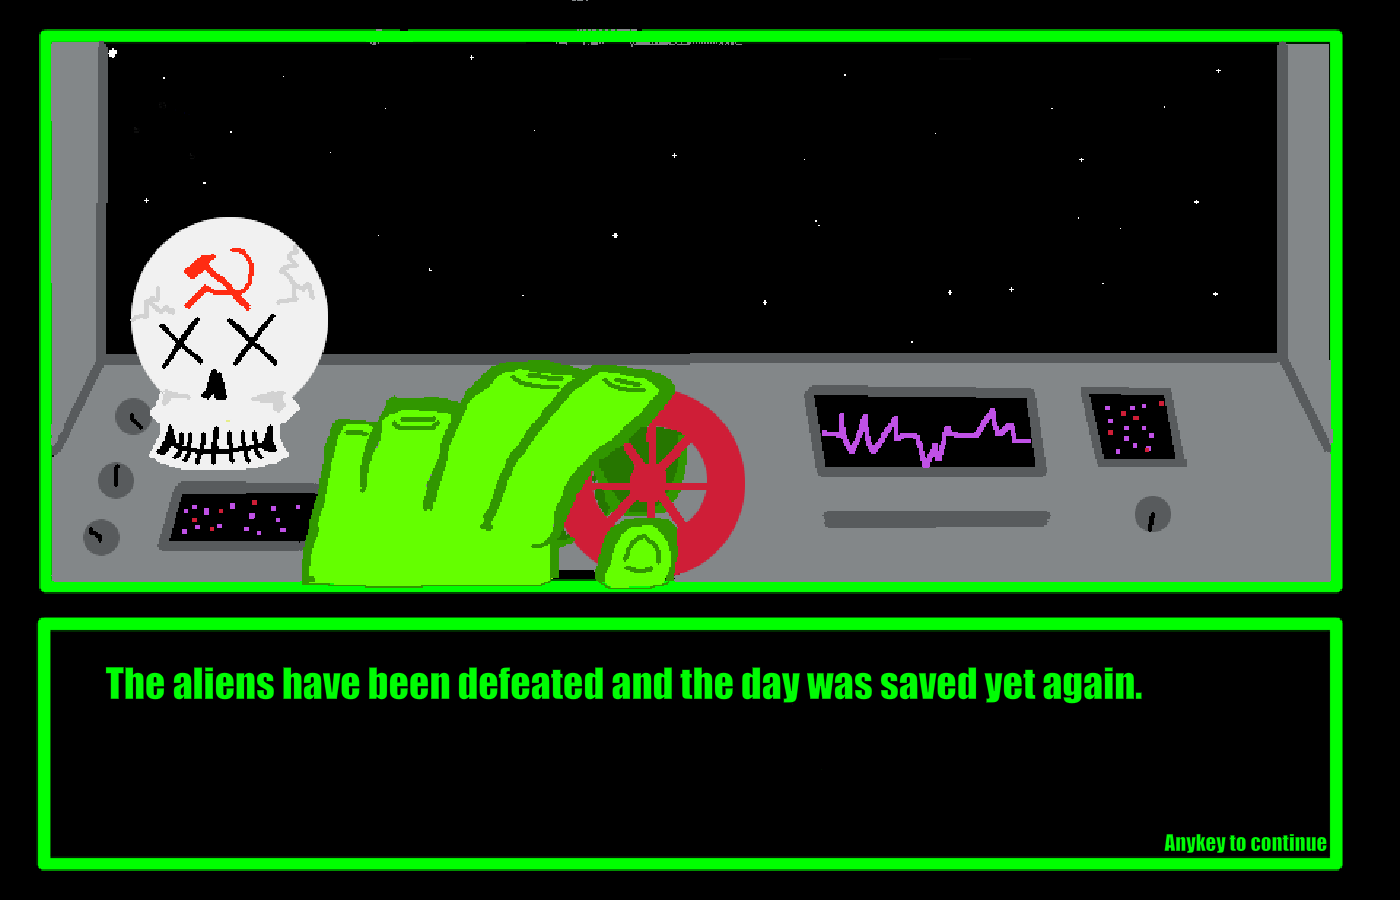 The aliens have been defeated and the day was saved yet again.
Anykey to continue